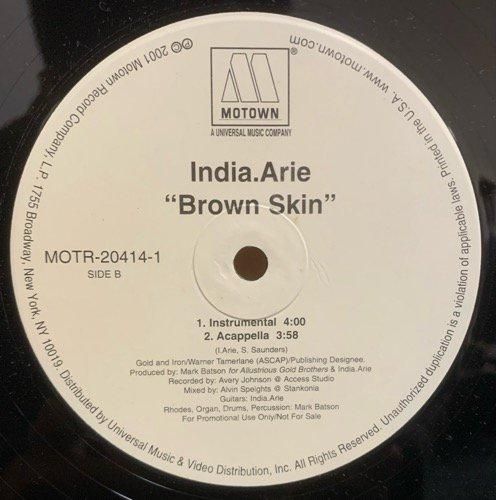 MOTOWN®
A UNIVERSAL MUSIC COMPANY
India.Arie
“Brown Skin”
MOTR-20414-1
SIDE B
1. Instrumental 4:00
2. Acappella 3:58
(I.Arie, S. Saunders)
Gold and Iron/Warner Tamerlane (ASCAP)/Publishing Designee.
Produced by: Mark Batson for Allustrious Gold Brothers & India.Arie
Recorded by: Avery Johnson @ Access Studio
Mixed by: Alvin Speights @ Stankonia
Guitars: India.Arie
Rhodes, Organ, Drums, Percussion: Mark Batson
For Promotional Use Only/Not For Sale
℗© 2001 Motown Record Company, L.P. 1755 Broadway, New York, NY 10019. Distributed by Universal Music & Video Distribution, Inc. All Rights Reserved. Unauthorized duplication is a violation of applicable laws. Printed in the U.S.A. www.motown.com